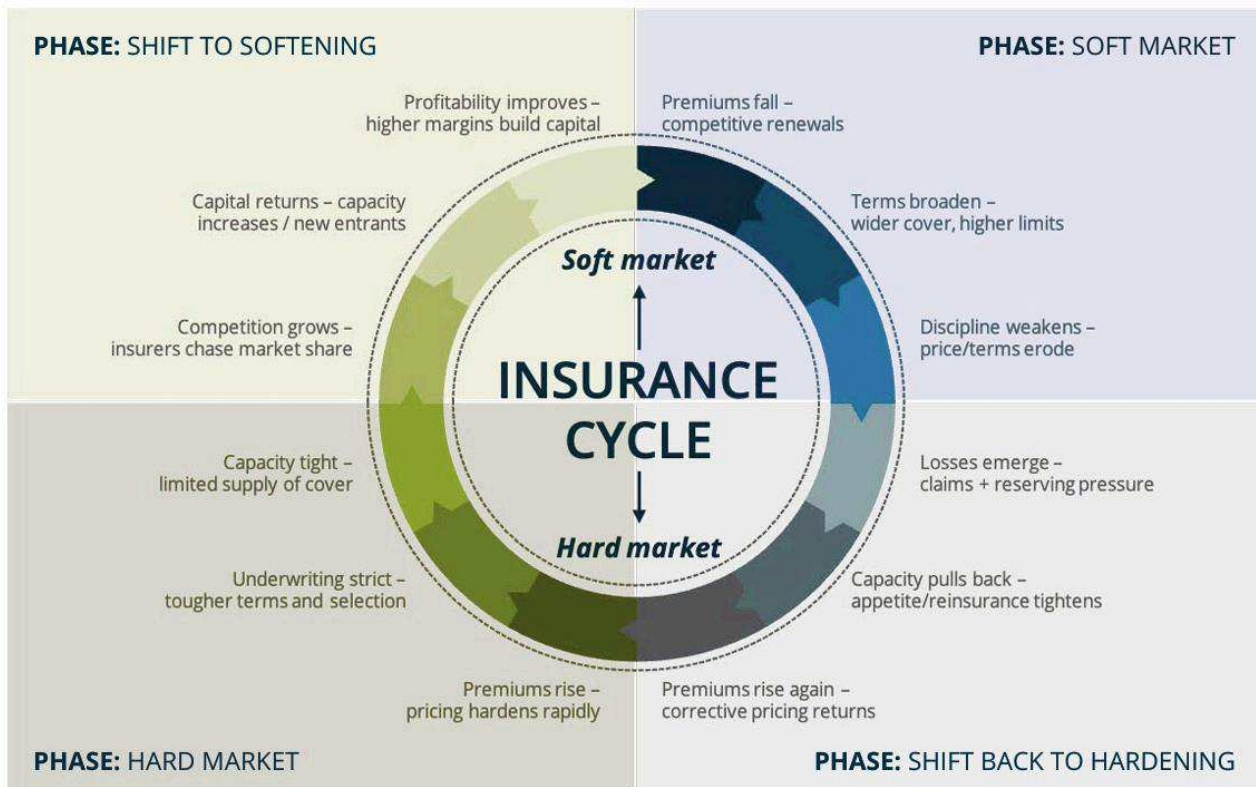 PHASE: SHIFT TO SOFTENING
PHASE: SOFT MARKET
Profitability improves –
higher margins build capital
Premiums fall –
competitive renewals
Capital returns – capacity
increases / new entrants
Terms broaden –
wider cover, higher limits
Competition grows –
insurers chase market share
Discipline weakens –
price/terms erode
Soft market
INSURANCE
CYCLE
Hard market
Capacity tight –
limited supply of cover
Losses emerge –
claims + reserving pressure
Underwriting strict –
tougher terms and selection
Capacity pulls back –
appetite/reinsurance tightens
Premiums rise –
pricing hardens rapidly
Premiums rise again –
corrective pricing returns
PHASE: HARD MARKET
PHASE: SHIFT BACK TO HARDENING